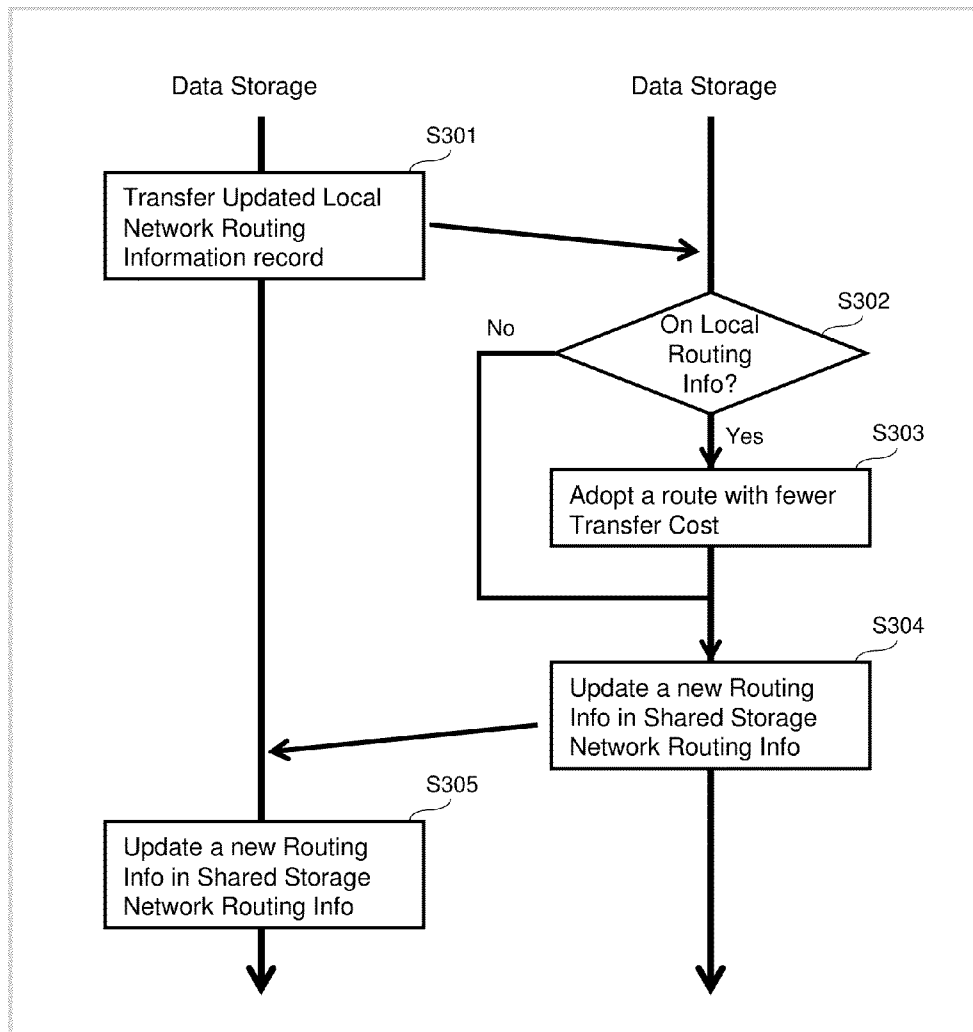 Data Storage
Data Storage
S301
Transfer Updated Local
Network Routing
Information record
S302
On Local
Routing
Info?
No
Yes
S303
Adopt a route with fewer
Transfer Cost
S304
Update a new Routing
Info in Shared Storage
Network Routing Info
S305
Update a new Routing
Info in Shared Storage
Network Routing Info